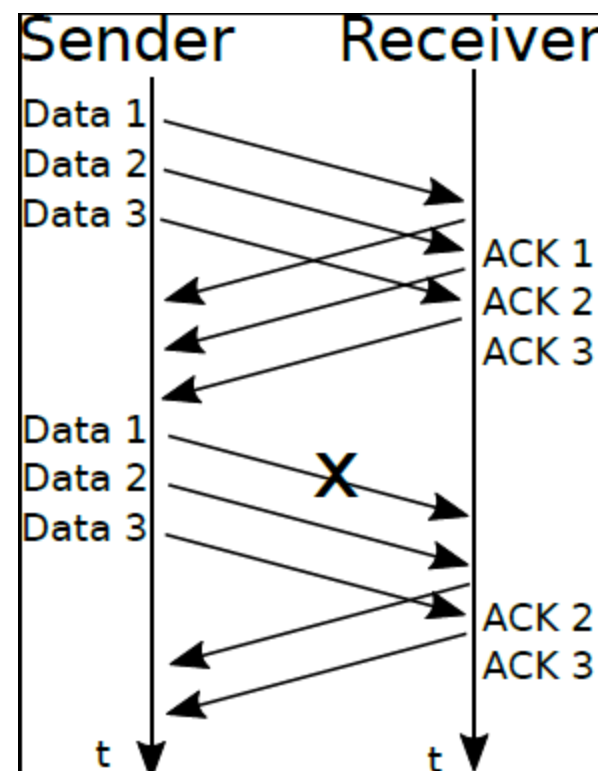 Sender Receiver
Data 1
Data 2
Data 3
ACK 1
ACK 2
ACK 3
Data 1
X
Data 2
Data 3
ACK 2
ACK 3
t t